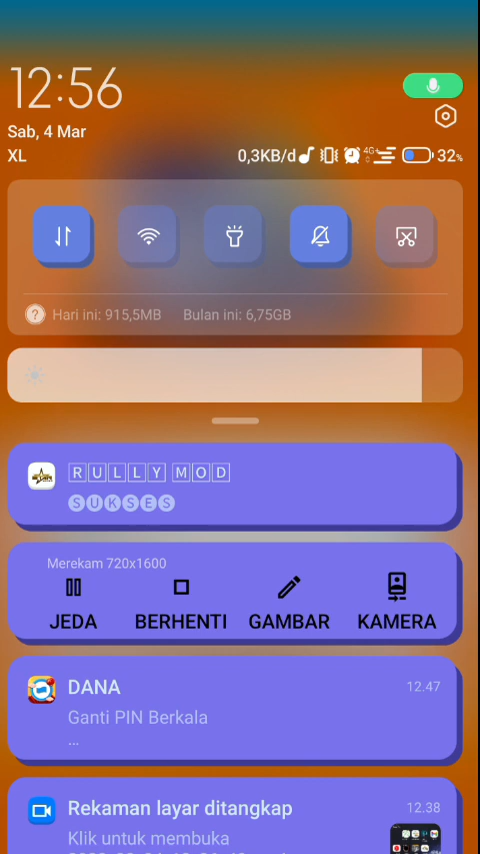 12:56
Sab, 4 Mar
XL
0,3KB/d 4G+ 32%
Hari ini: 915,5MB Bulan ini: 6,75GB
🅁🅄🄻🄻🅈 🄼🄾🄳
🅢🅤🅚🅢🅔🅢
Merekam 720x1600
JEDA BERHENTI GAMBAR KAMERA
DANA 12.47
Ganti PIN Berkala
...
Rekaman layar ditangkap 12.38
Klik untuk membuka